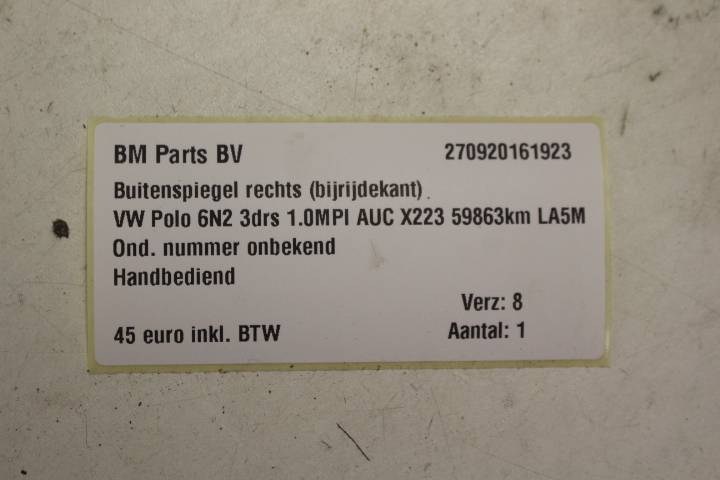 BM Parts BV 270920161923
Buitenspiegel rechts (bijrijdekant)
VW Polo 6N2 3drs 1.0MPI AUC X223 59863km LA5M
Ond. nummer onbekend
Handbediend
Verz: 8
45 euro inkl. BTW Aantal: 1